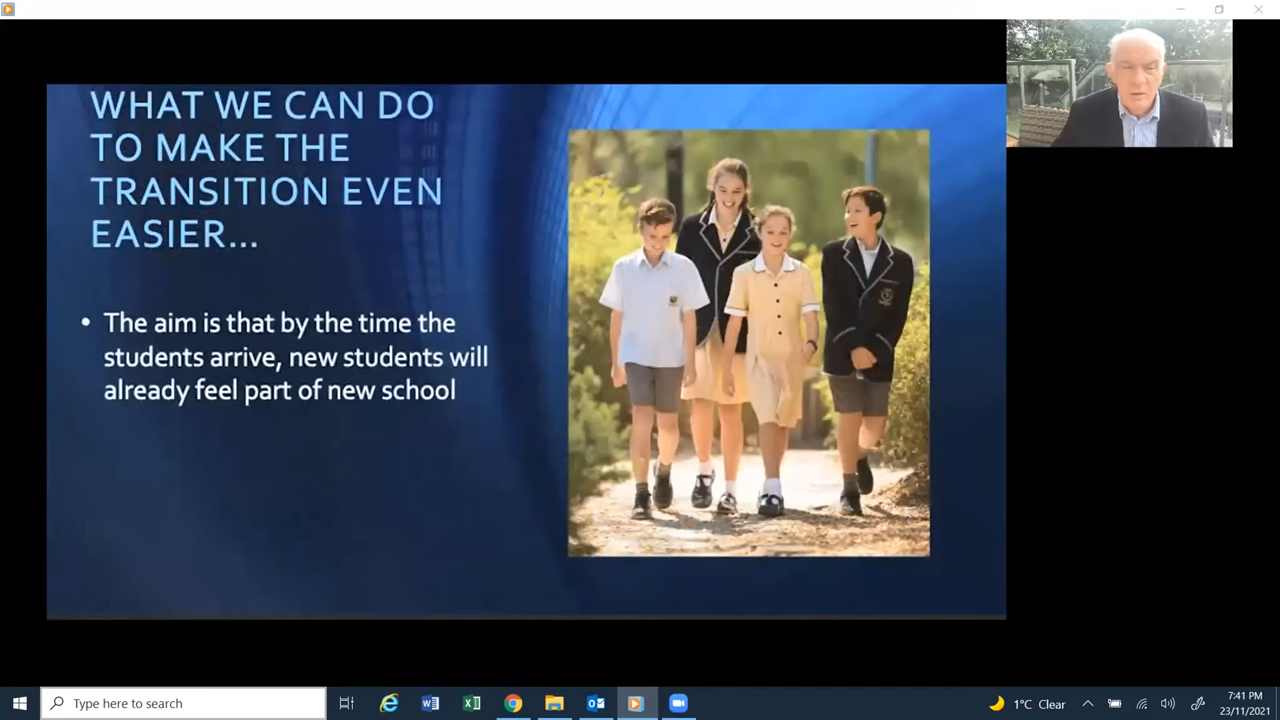 WHAT WE CAN DO
TO MAKE THE
TRANSITION EVEN
EASIER...
• The aim is that by the time the
students arrive, new students will
already feel part of new school
Type here to search
1°C Clear
7:41 PM
23/11/2021